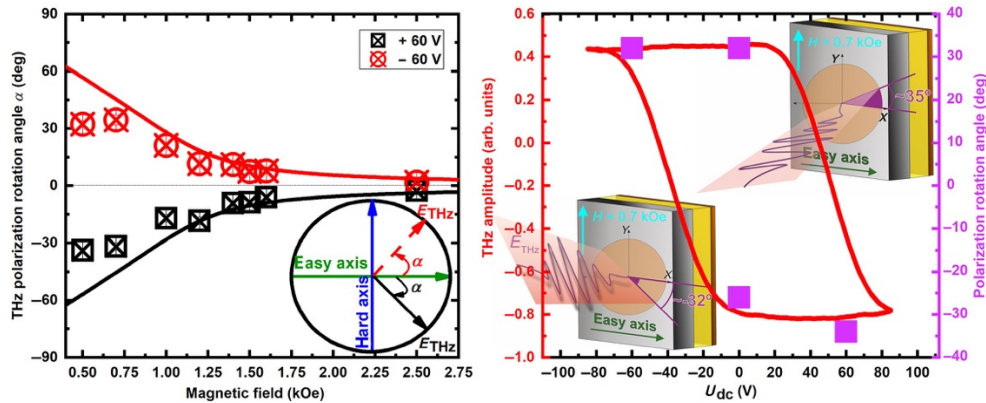 THz polarization rotation angle α (deg)
90
60
30
0
−30
−60
−90
+ 60 V
− 60 V
E THz
α
Easy axis
α
Hard axis
E THz
0.50 0.75 1.00 1.25 1.50 1.75 2.00 2.25 2.50 2.75
Magnetic field (kOe)
THz amplitude (arb. units)
0.6
0.4
0.2
0.0
−0.2
−0.4
−0.6
−0.8
−1.0
H = 0.7 kOe
Y
~35°
X
Easy axis
H = 0.7 kOe
E THz
Y
X
~-32°
Easy axis
40
30
20
10
0
−10
−20
−30
−40
Polarization rotation angle (deg)
−100 −80 −60 −40 −20 0 20 40 60 80 100
U dc (V)